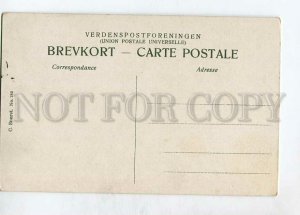 VERDENSPOSTFORENINGEN
(UNION POSTALE UNIVERSELLE)
BREVKORT — CARTE POSTALE
Correspondance
Adresse
NOT FOR COPY